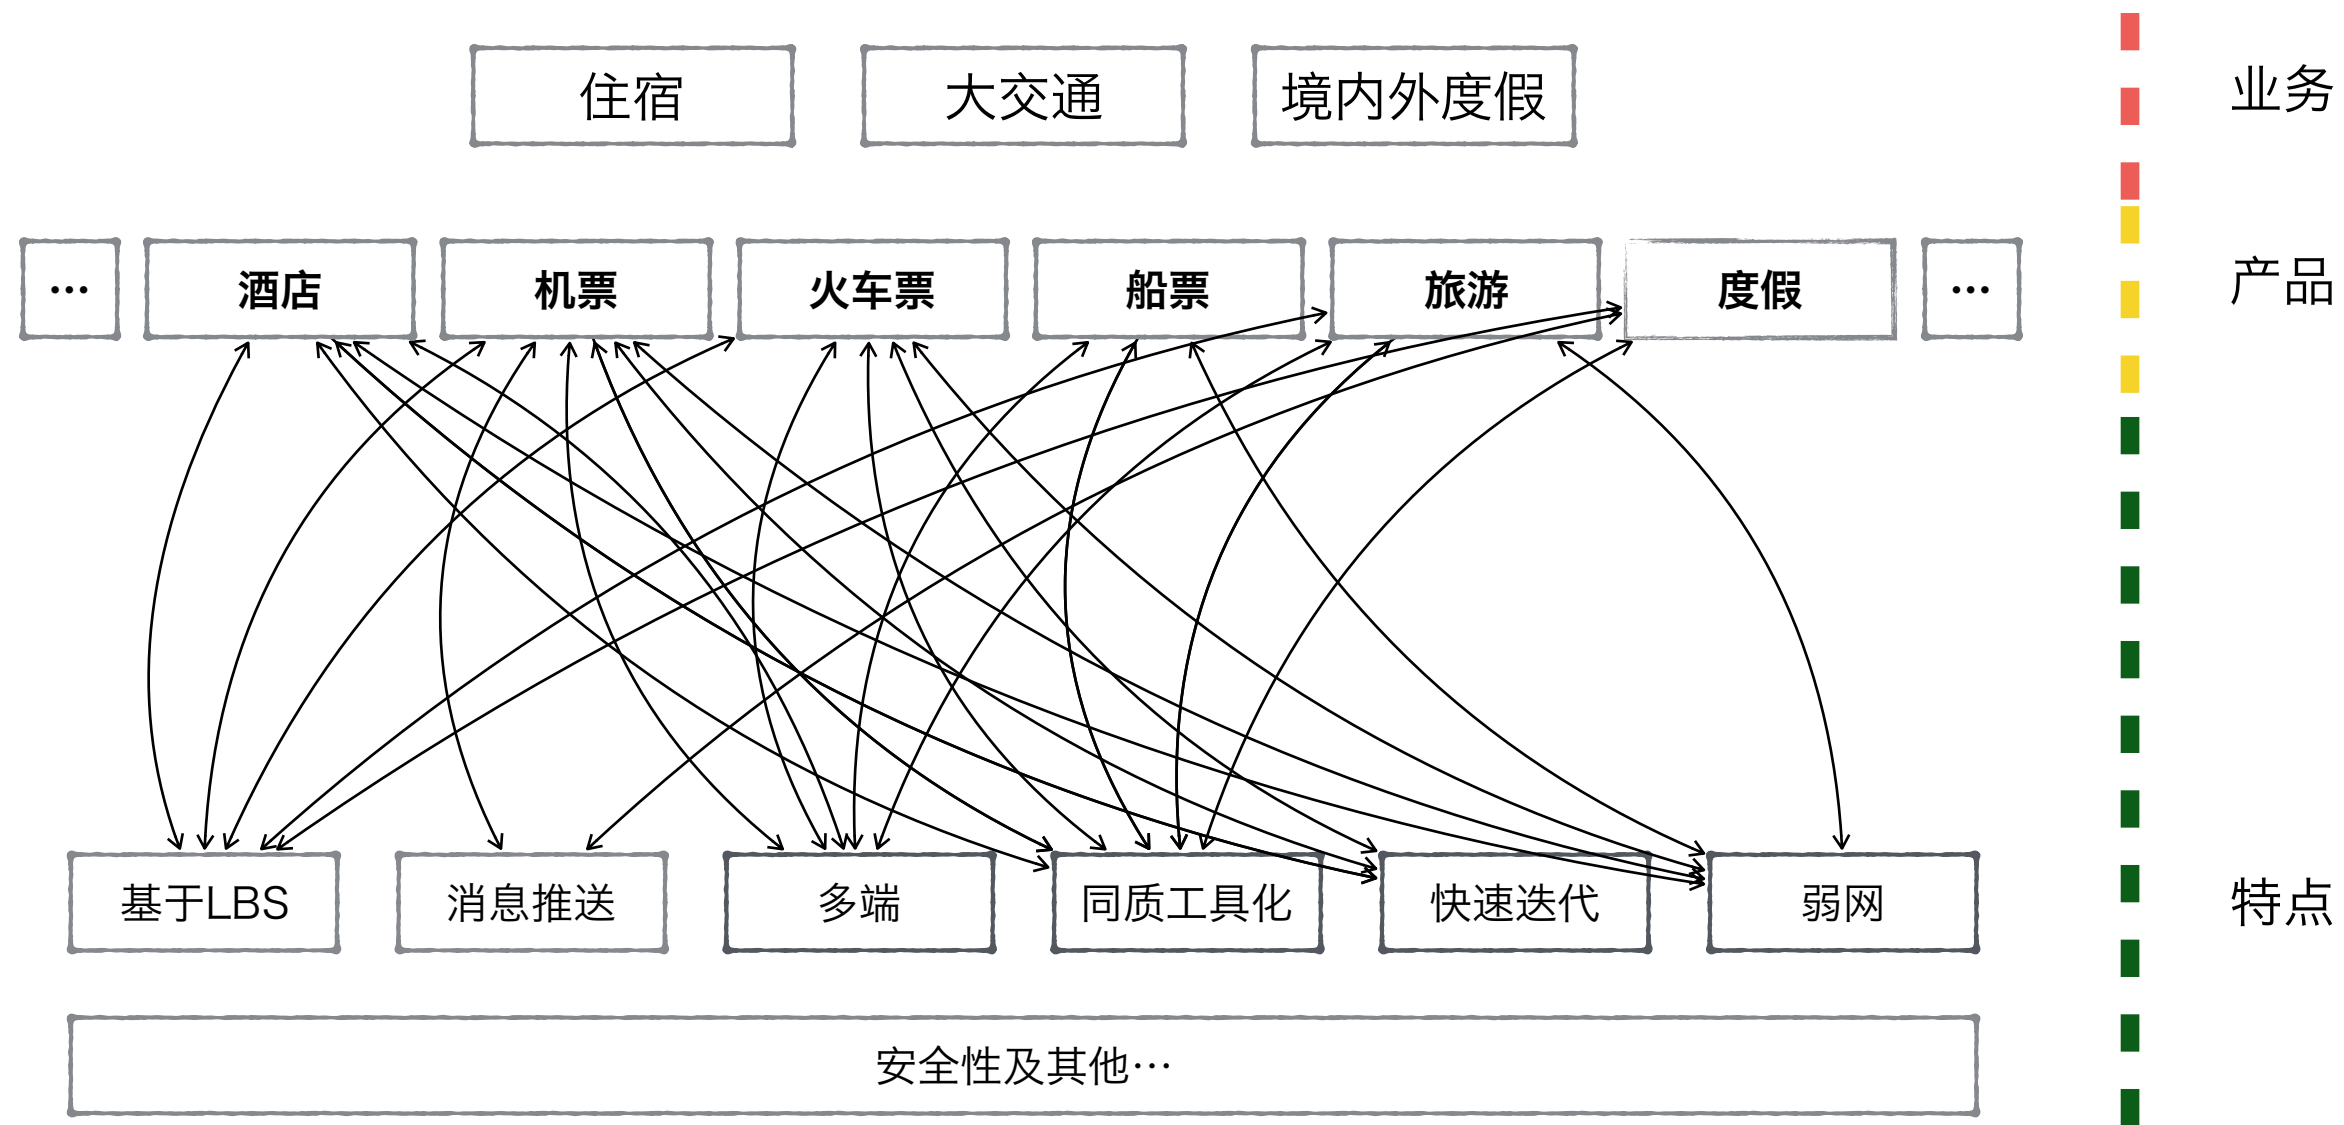 住宿 大交通 境内外度假 业务
… 酒店 机票 火车票 船票 旅游 度假 … 产品
基于LBS 消息推送 多端 同质工具化 快速迭代 弱网 特点
安全性及其他…